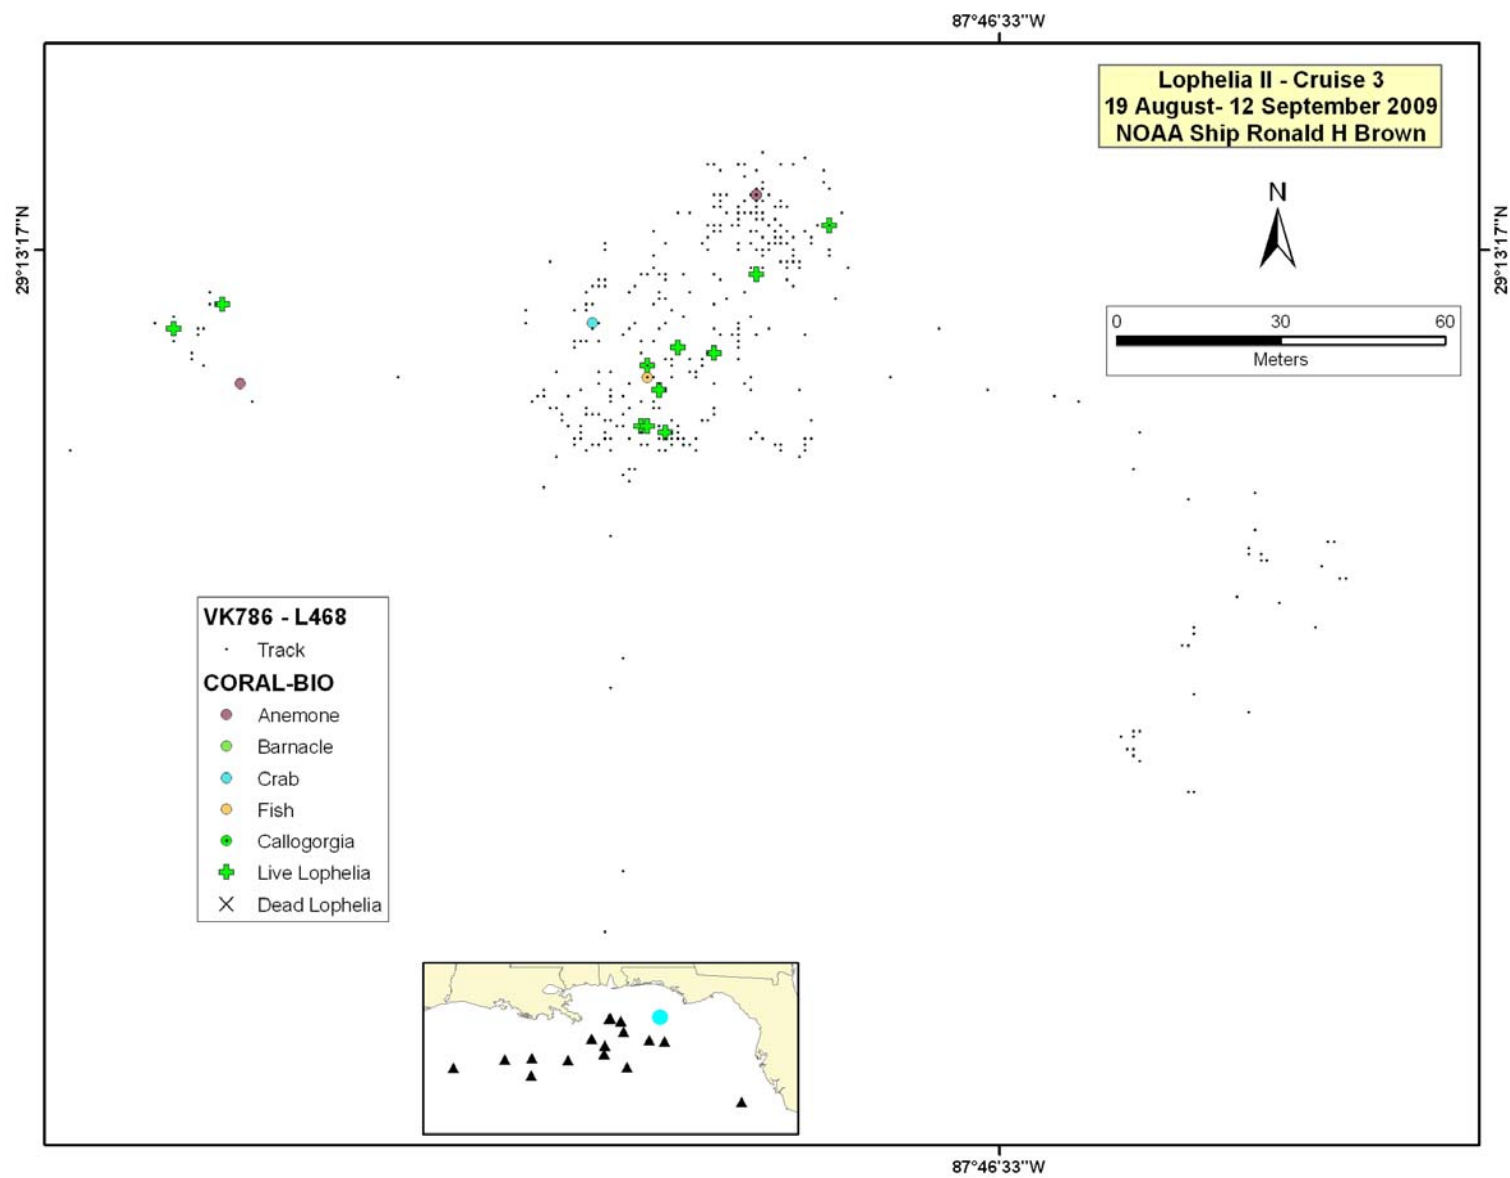 87°46'33"W
Lophelia II - Cruise 3
19 August- 12 September 2009
NOAA Ship Ronald H Brown
N
29°13'17"N
29°13'17"N
0 30 60
Meters
VK786 - L468
Track
CORAL-BIO
Anemone
Barnacle
Crab
Fish
Callogorgia
Live Lophelia
Dead Lophelia
87°46'33"W